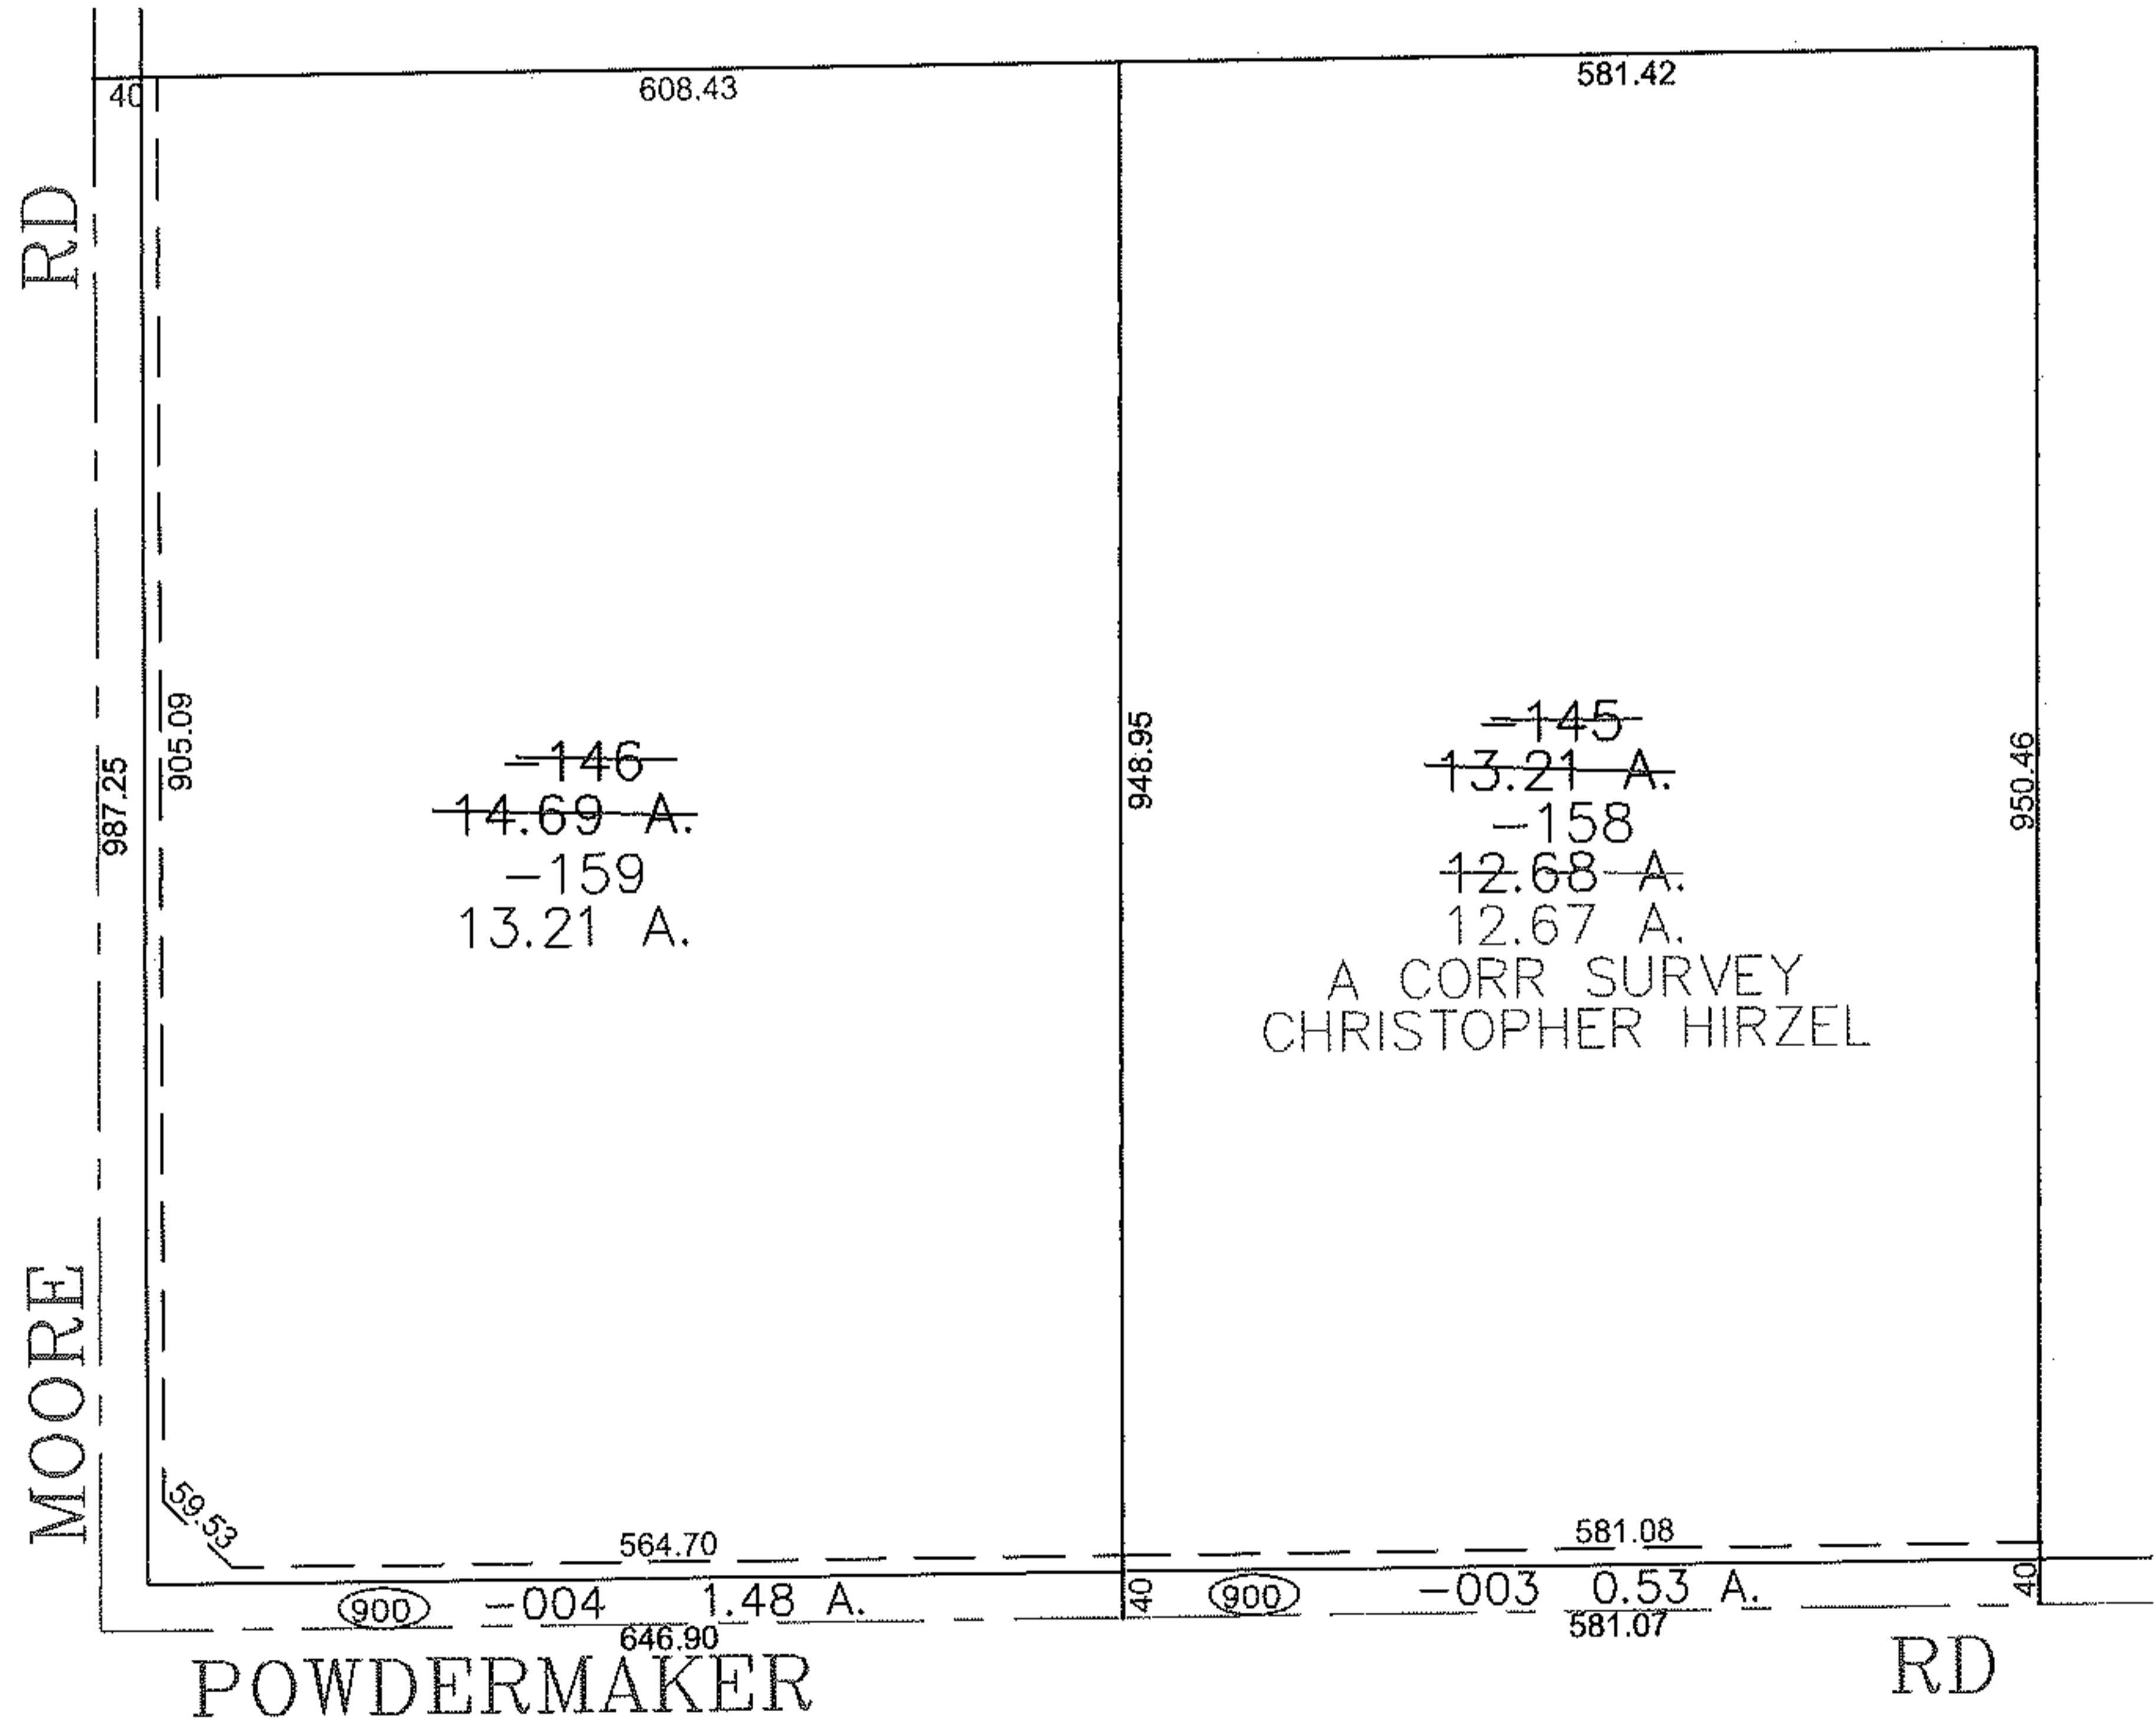 40
608.43
581.42
RD
905.09
987.25
948.95
950.46
-146
14.69 A.
-159
13.21 A.
-145
13.21 A.
-158
12.68 A.
12.67 A.
A CORR SURVEY
CHRISTOPHER HIRZEL
MOORE
59.53
564.70
581.08
900 -004 1.48 A.
40
900 -003 0.53 A.
40
646.90
581.07
POWDERMAKER RD